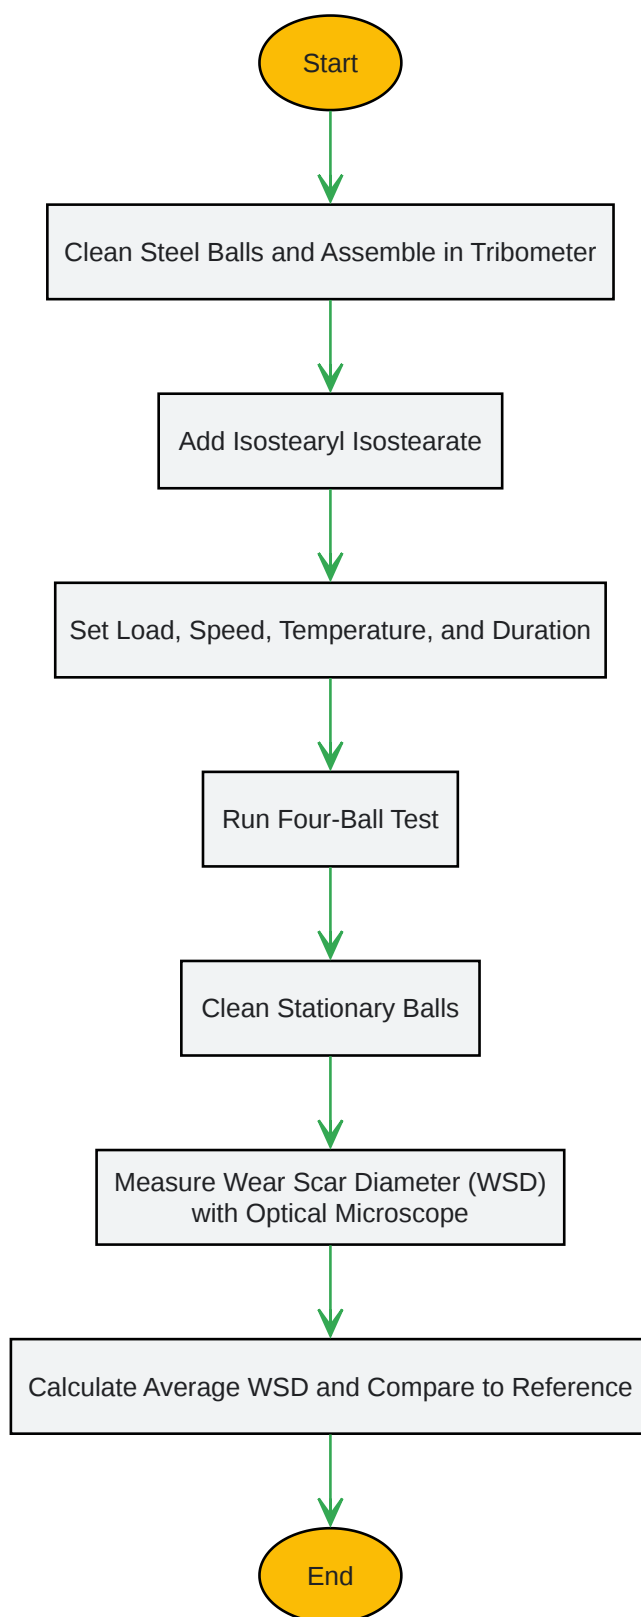 Start
Clean Steel Balls and Assemble in Tribometer
Add Isostearyl Isostearate
Set Load, Speed, Temperature, and Duration
Run Four-Ball Test
Clean Stationary Balls
Measure Wear Scar Diameter (WSD)
with Optical Microscope
Calculate Average WSD and Compare to Reference
End